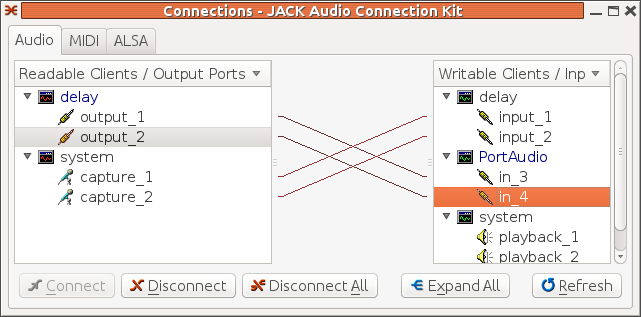 Connections - JACK Audio Connection Kit
Audio MIDI ALSA
Readable Clients / Output Ports Writable Clients / Inp
delay delay
output_1 input_1
output_2 input_2
system PortAudio
capture_1 in_3
capture_2 in_4
system
playback_1
playback_2
Connect Disconnect Disconnect All Expand All Refresh